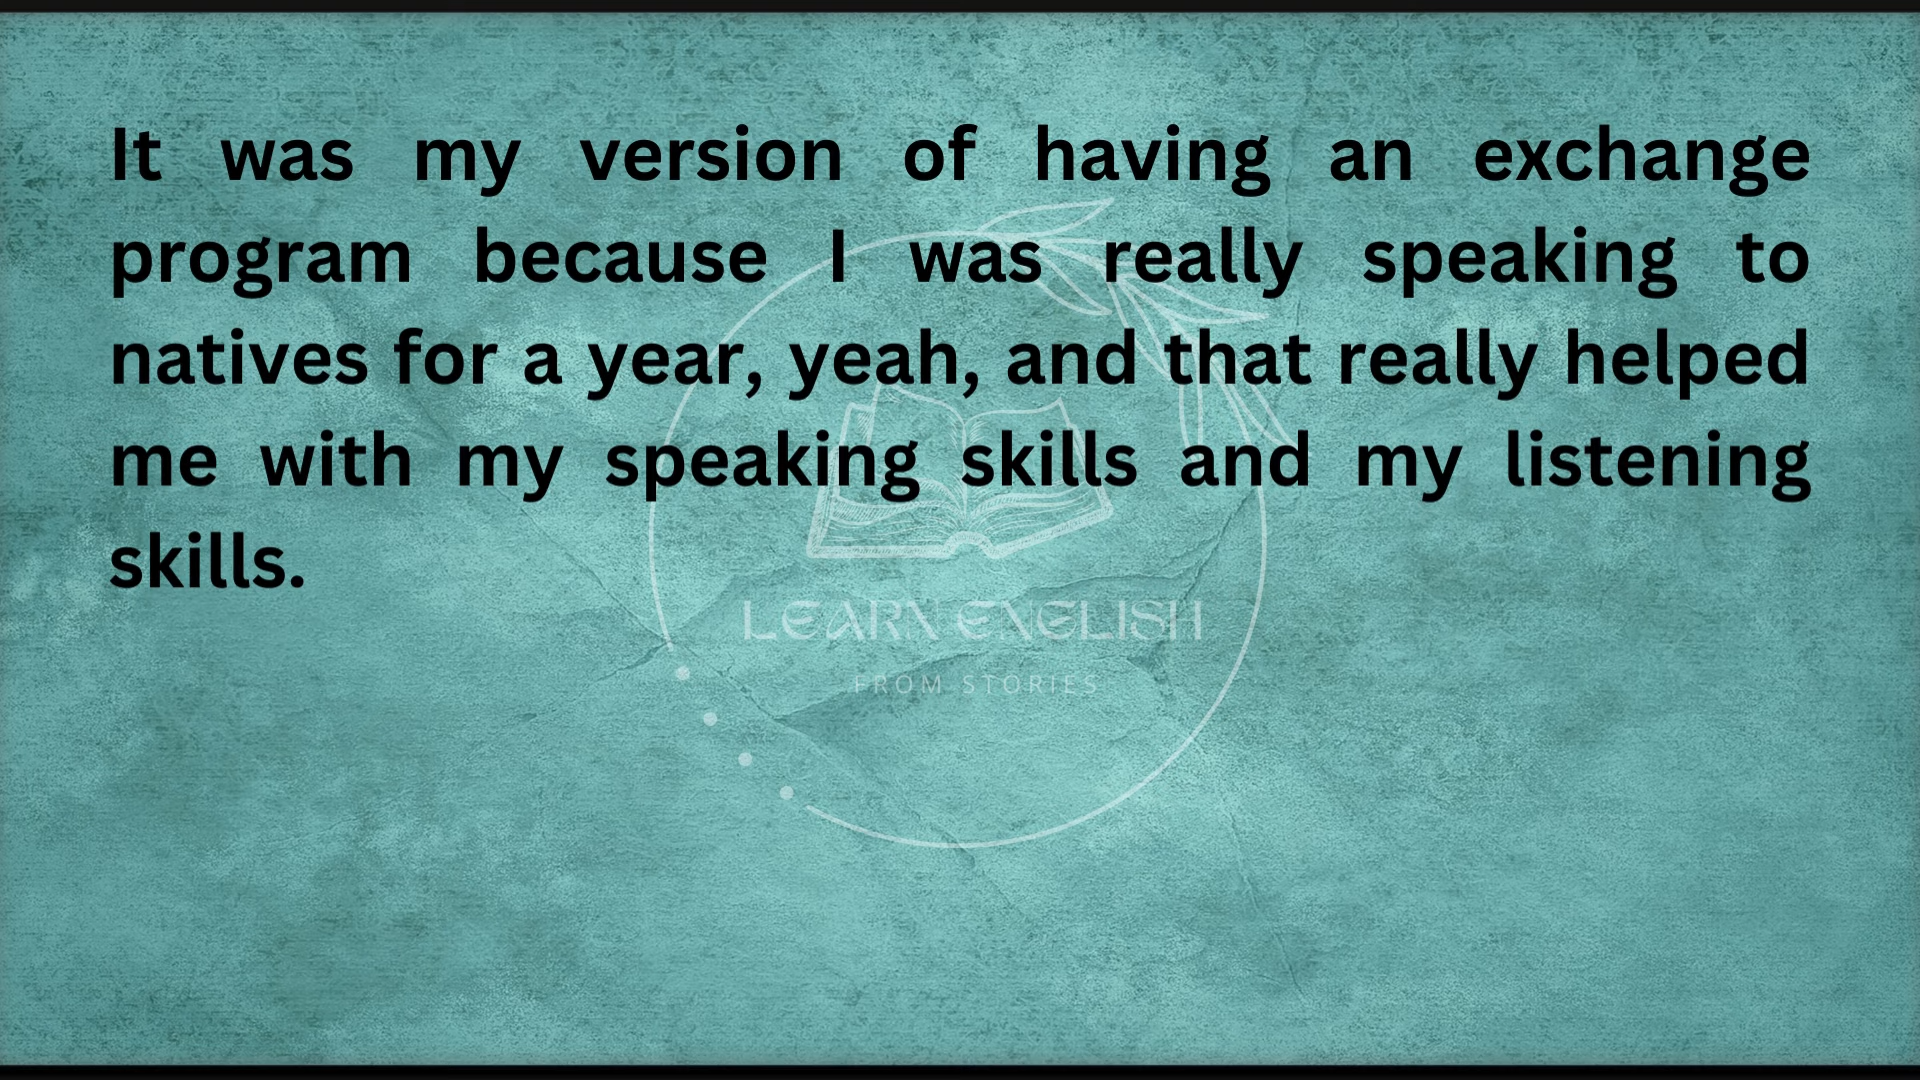 It was my version of having an exchange
program because I was really speaking to
natives for a year, yeah, and that really helped
me with my speaking skills and my listening
skills.
LEARN ENGLISH
FROM STORIES